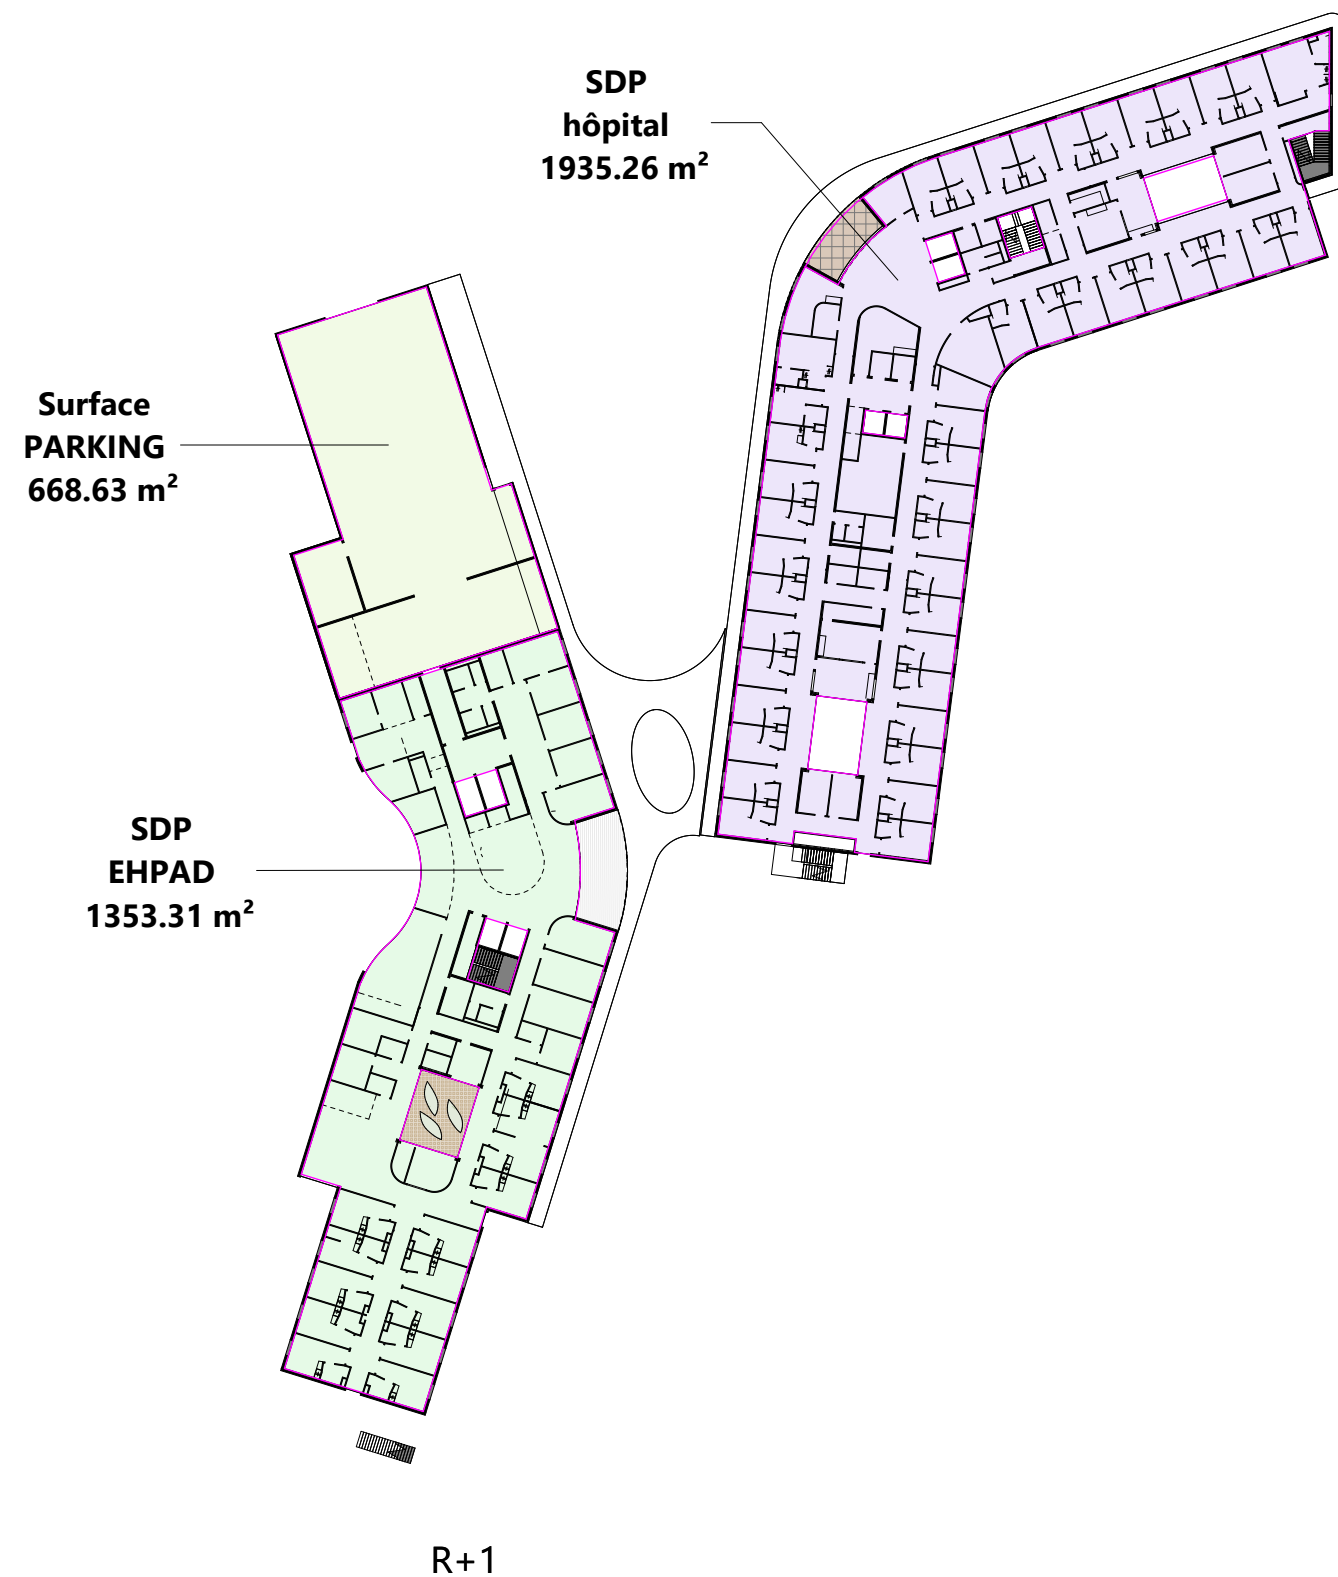 SDP
hôpital
1935.26 m²
Surface
PARKING
668.63 m²
SDP
EHPAD
1353.31 m²
R+1